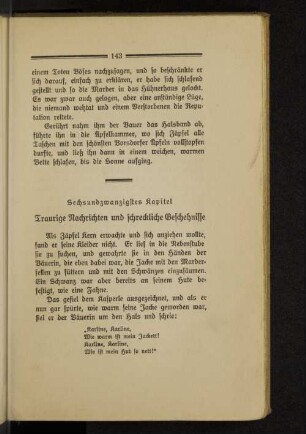 143
einem Toten Böses nachzusagen, und so beschränkte er
sich darauf, einfach zu erklären, er habe sich schlafend
gestellt und so die Marder in das Hühnerhaus gelockt.
Es war zwar auch gelogen, aber eine anständige Lüge,
die niemand wehtat und einem Verstorbenen die Repu-
tation rettete.
Gerührt nahm ihm der Bauer das Halsband ab,
führte ihn in die Apfelkammer, wo sich Zäpfel alle
Taschen mit den schönsten Borsdorfer Äpfeln vollstopfen
durfte, und ließ ihn dann in einem weichen, warmen
Bette schlafen, bis die Sonne aufging.
Sechsundzwanzigstes Kapitel
Traurige Nachrichten und schreckliche Geschehnisse
Als Zäpfel Kern erwachte und sich anziehen wollte,
fand er seine Kleider nicht. Er lief in die Nebenstube
sie zu suchen, und gewahrte sie in den Händen der
Bäuerin, die eben dabei war, die Jacke mit den Marder-
fellen zu füttern und mit den Schwänzen einzusäumen.
Ein Schwanz war aber bereits an seinem Hute be-
festigt, wie eine Fahne.
Das gefiel dem Kasperle ausgezeichnet, und als er
nun gar spürte, wie warm seine Jacke geworden war,
fiel er der Bäuerin um den Hals und schrie:
„Karline, Karline,
Wie warm ist mein Jackett!
Karline, Karline,
Wie ist mein Hut so nett!“